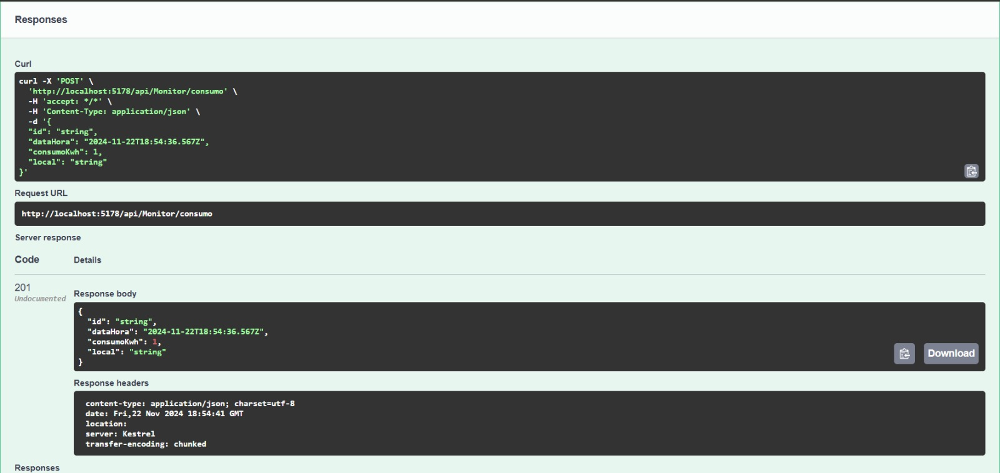 Responses
Curl
curl -X 'POST' \
'http://localhost:5178/api/Monitor/consumo' \
-H 'accept: */*' \
-H 'Content-Type: application/json' \
-d '{
"id": "string",
"dataHora": "2024-11-22T18:54:36.567Z",
"consumoKwh": 1,
"local": "string"
}'
Request URL
http://localhost:5178/api/Monitor/consumo
Server response
Code Details
201
Undocumented
Response body
{
"id": "string",
"dataHora": "2024-11-22T18:54:36.567Z",
"consumoKwh": 1,
"local": "string"
}
Download
Response headers
content-type: application/json; charset=utf-8
date: Fri,22 Nov 2024 18:54:41 GMT
location:
server: Kestrel
transfer-encoding: chunked
Responses